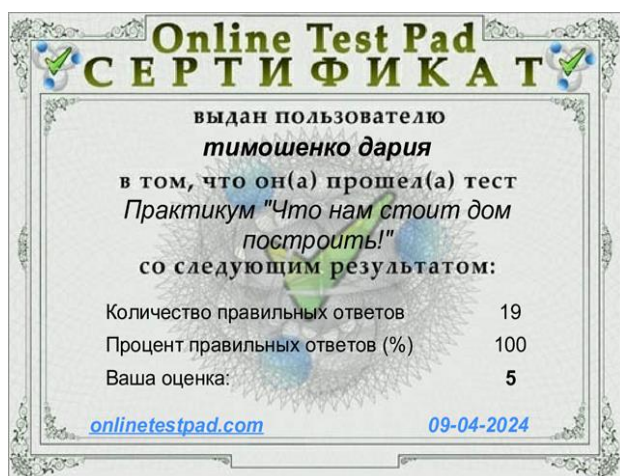 Online Test Pad
СЕРТИФИКАТ
выдан пользователю
тимошенко дария
в том, что он(а) прошел(а) тест
Практикум "Что нам стоит дом
построить!"
со следующим результатом:
Количество правильных ответов 19
Процент правильных ответов (%) 100
Ваша оценка: 5
onlinetestpad.com 09-04-2024